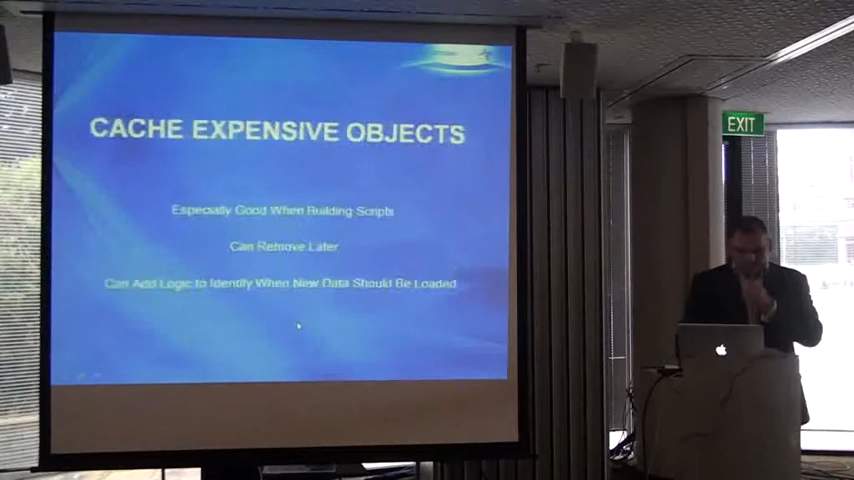 CACHE EXPENSIVE OBJECTS
Especially Good When Building Scripts
Can Remove Later
Can Add Logic to Identify When New Data Should Be Loaded
EXIT